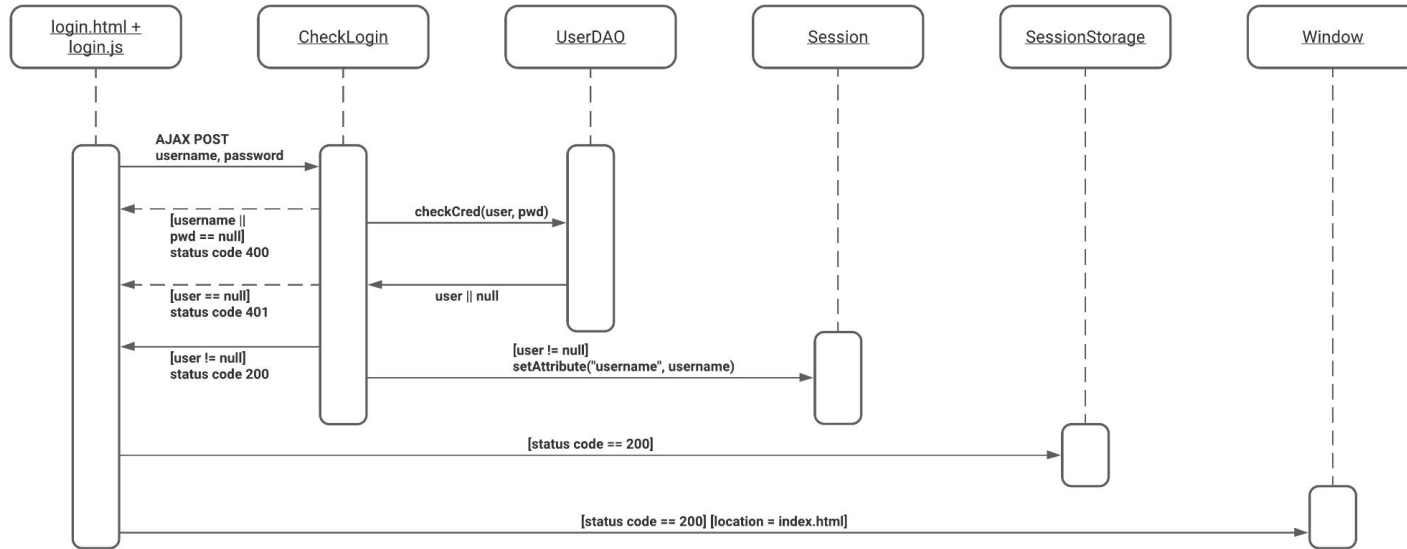 login.html +
login.js
CheckLogin
UserDAO
Session
SessionStorage
Window
AJAX POST
username, password
[username ||
pwd == null]
status code 400
checkCred(user, pwd)
[user == null]
status code 401
user || null
[user != null]
status code 200
[user != null]
setAttribute("username", username)
[status code == 200]
[status code == 200] [location = index.html]